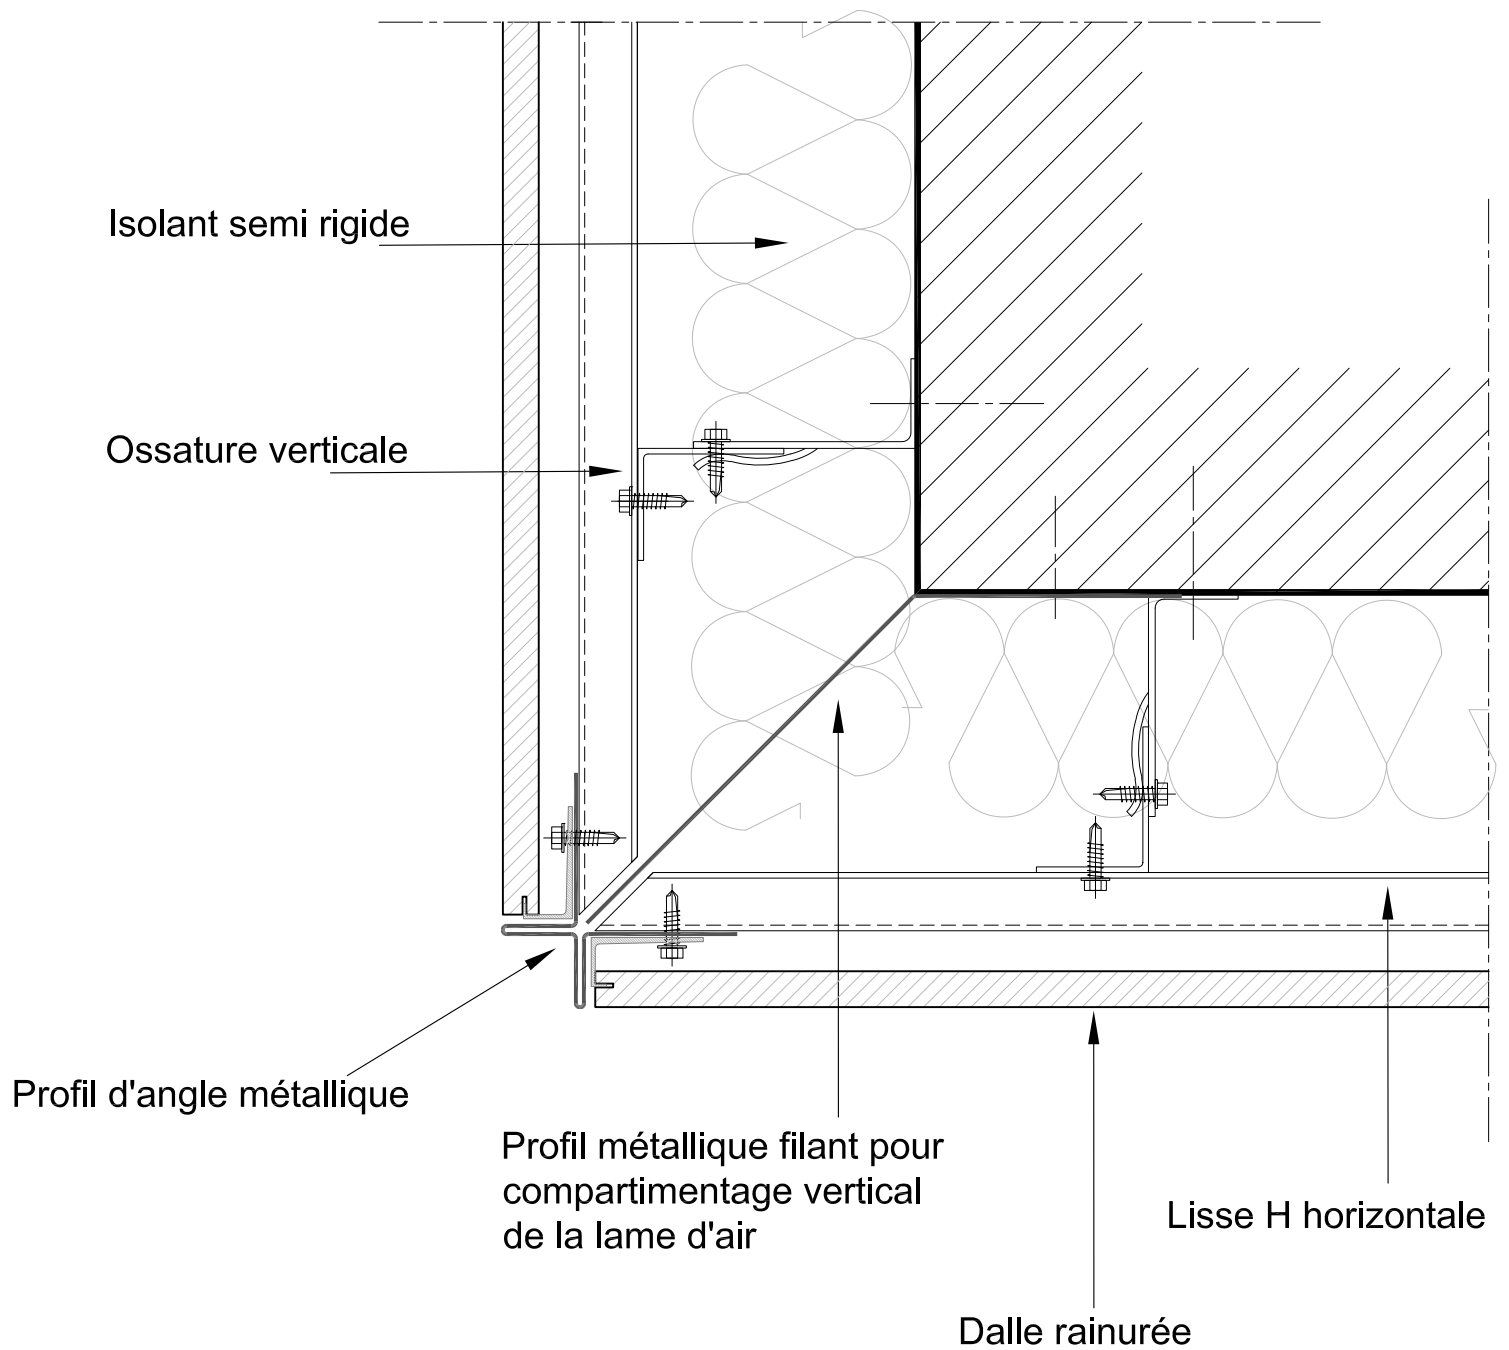 Isolant semi rigide
Ossature verticale
Profil d'angle métallique
Profil métallique filant pour
compartimentage vertical
de la lame d'air
Lisse H horizontale
Dalle rainurée